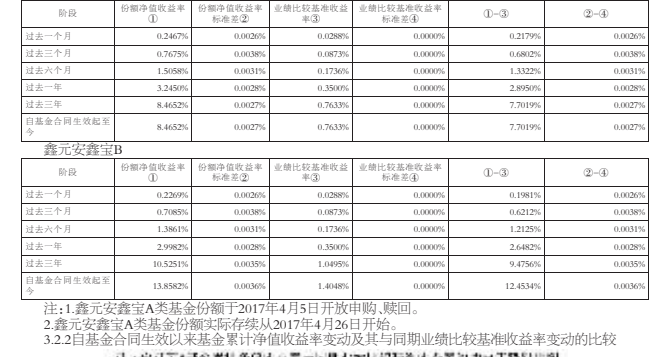 阶段 份额净值收益率① 份额净值收益率标准差② 业绩比较基准收益率③ 业绩比较基准收益率标准差④ ①-③ ②-④
过去一个月 0.2467% 0.0026% 0.0288% 0.0000% 0.2179% 0.0026%
过去三个月 0.7675% 0.0038% 0.0873% 0.0000% 0.6802% 0.0038%
过去六个月 1.5058% 0.0031% 0.1736% 0.0000% 1.3322% 0.0031%
过去一年 3.2450% 0.0028% 0.3500% 0.0000% 2.8950% 0.0028%
过去三年 8.4652% 0.0027% 0.7633% 0.0000% 7.7019% 0.0027%
自基金合同生效起至今 8.4652% 0.0027% 0.7633% 0.0000% 7.7019% 0.0027%
鑫元安鑫宝B
阶段 份额净值收益率① 份额净值收益率标准差② 业绩比较基准收益率③ 业绩比较基准收益率标准差④ ①-③ ②-④
过去一个月 0.2269% 0.0026% 0.0288% 0.0000% 0.1981% 0.0026%
过去三个月 0.7085% 0.0038% 0.0873% 0.0000% 0.6212% 0.0038%
过去六个月 1.3861% 0.0031% 0.1736% 0.0000% 1.2125% 0.0031%
过去一年 2.9982% 0.0028% 0.3500% 0.0000% 2.6482% 0.0028%
过去三年 10.5251% 0.0035% 1.0495% 0.0000% 9.4756% 0.0035%
自基金合同生效起至今 13.8582% 0.0036% 1.4048% 0.0000% 12.4534% 0.0036%
注:1.鑫元安鑫宝A类基金份额于2017年4月5日开放申购、赎回。
2.鑫元安鑫宝A类基金份额实际存续从2017年4月26日开始。
3.2.2自基金合同生效以来基金累计净值收益率变动及其与同期业绩比较基准收益率变动的比较